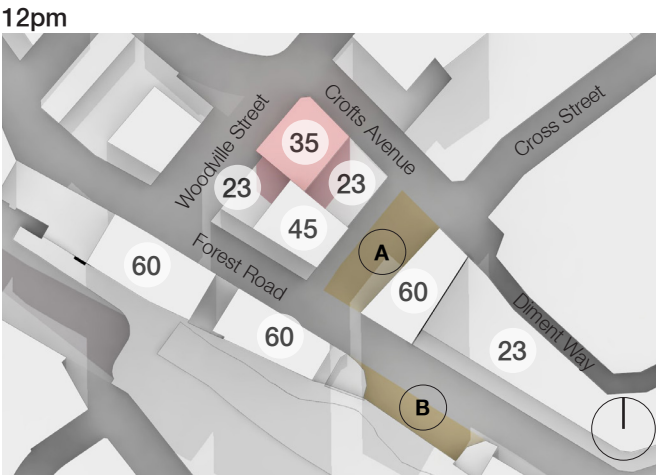 12pm
Woodville Street
Crofts Avenue
Cross Street
35
23
23
45
Forest Road
60
A
60
60
Diment Way
23
B